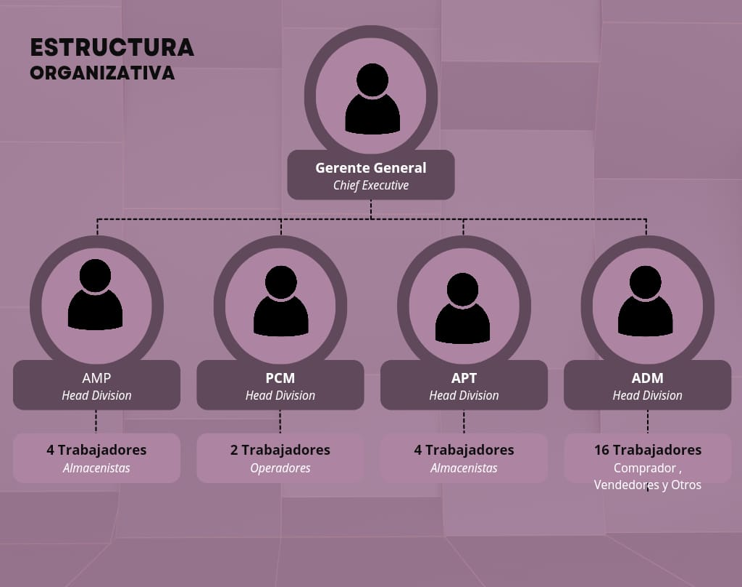 ESTRUCTURA
ORGANIZATIVA
Gerente General
Chief Executive
AMP
Head Division
PCM
Head Division
APT
Head Division
ADM
Head Division
4 Trabajadores
Almacenistas
2 Trabajadores
Operadores
4 Trabajadores
Almacenistas
16 Trabajadores
Comprador ,
Vendedores y Otros